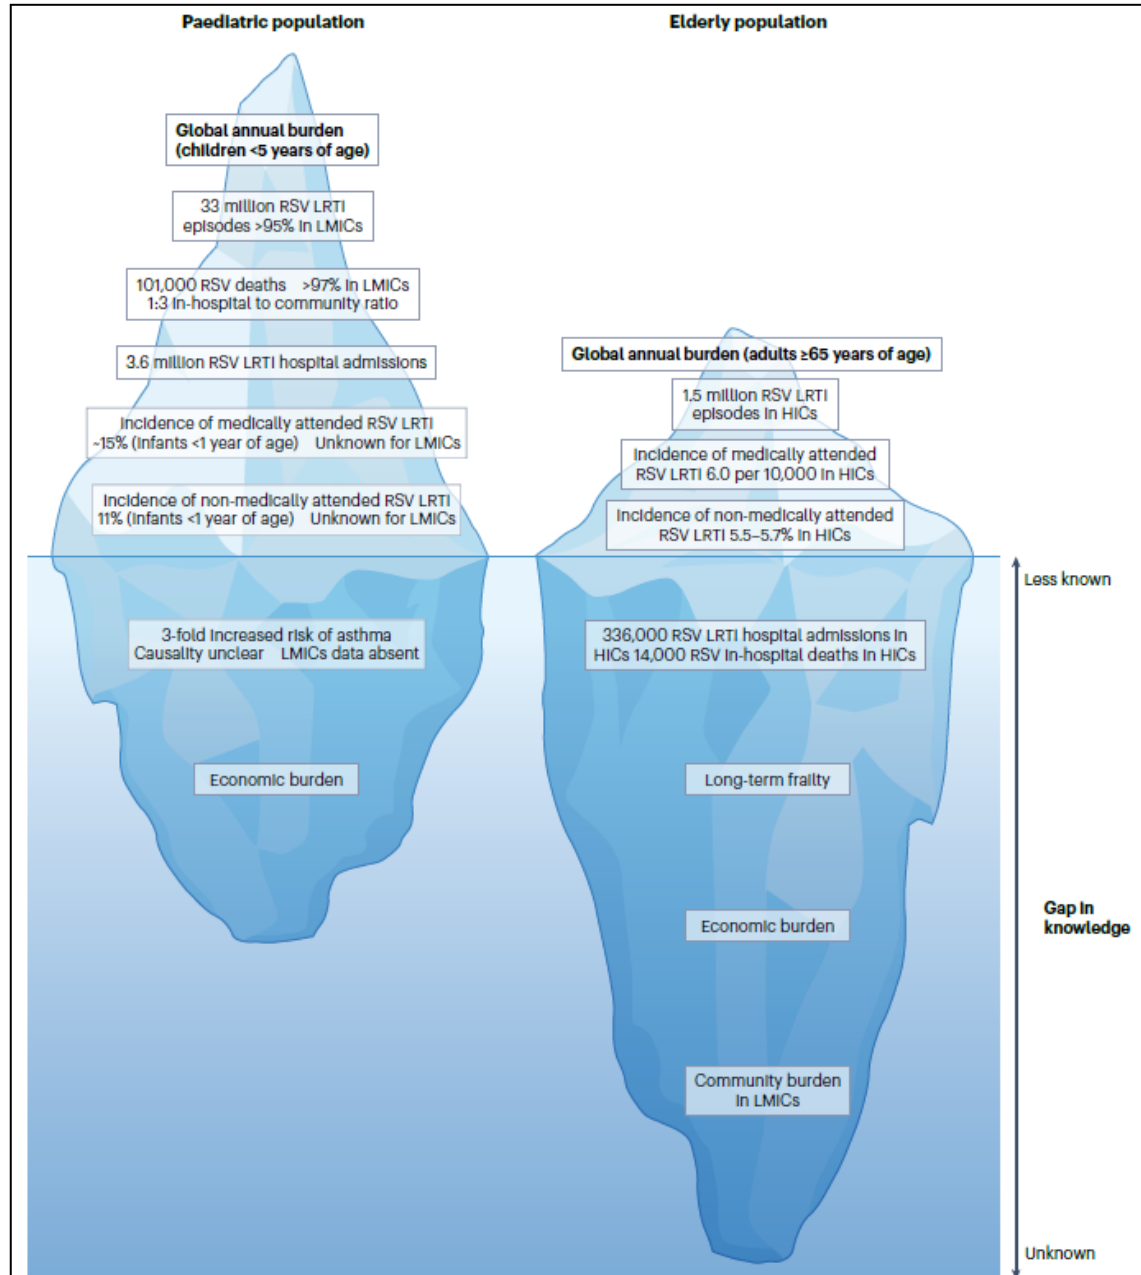 Paediatric population
Elderly population
Global annual burden
(children <5 years of age)
33 million RSV LRTI
episodes >95% in LMICs
101,000 RSV deaths >97% in LMICs
1:3 in-hospital to community ratio
3.6 million RSV LRTI hospital admissions
Incidence of medically attended RSV LRTI
~15% (infants <1 year of age) Unknown for LMICs
Incidence of non-medically attended RSV LRTI
11% (infants <1 year of age) Unknown for LMICs
3-fold increased risk of asthma
Causality unclear LMICs data absent
Economic burden
Global annual burden (adults ≥65 years of age)
1.5 million RSV LRTI
episodes in HICs
Incidence of medically attended
RSV LRTI 6.0 per 10,000 in HICs
Incidence of non-medically attended
RSV LRTI 5.5–5.7% in HICs
336,000 RSV LRTI hospital admissions in
HICs 14,000 RSV in-hospital deaths in HICs
Long-term frailty
Economic burden
Community burden
in LMICs
Less known
Gap in
knowledge
Unknown